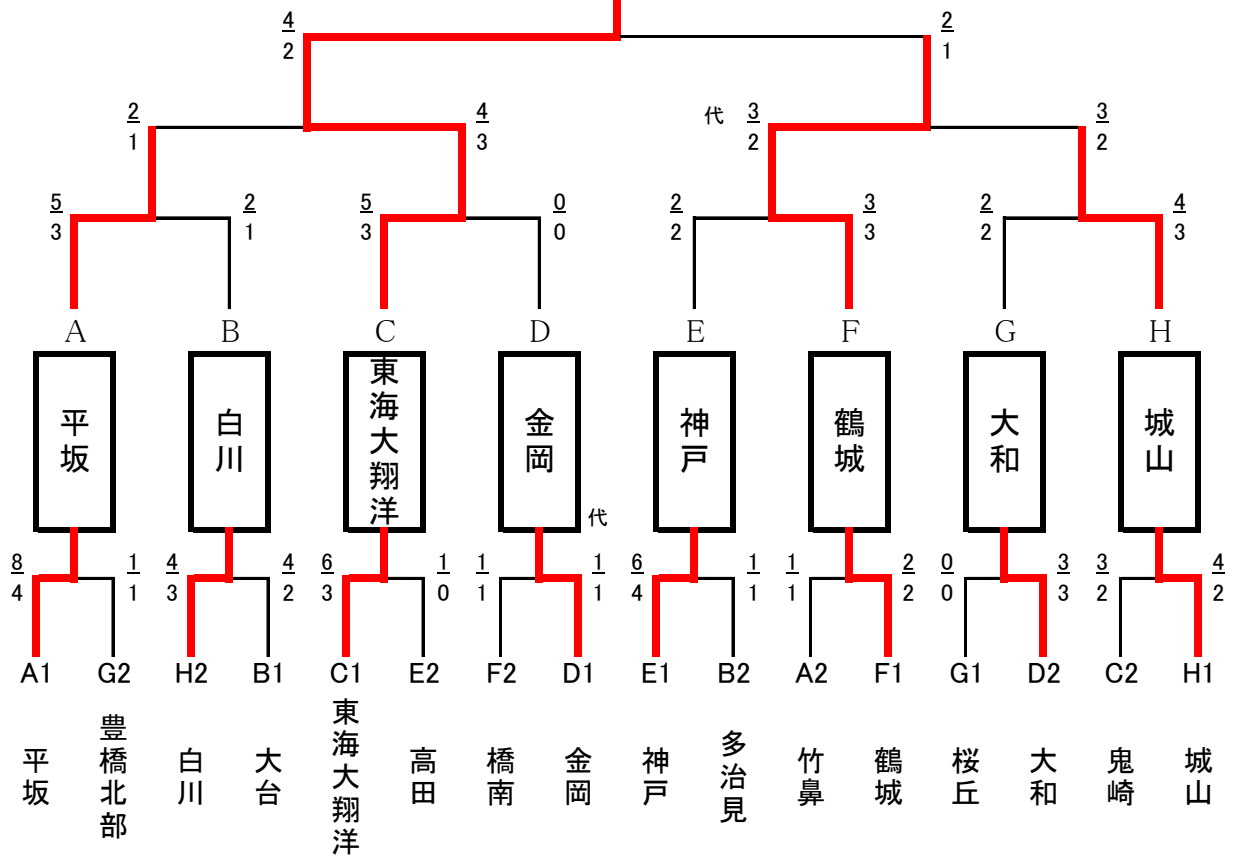 4 2
2 1
2 1
4 3
代 3 2
3 2
5 3
2 1
5 3
0 0
2 2
3 3
2 2
4 3
A B C D E F G H
平坂
白川
東海大翔洋
金岡
神戸
鶴城
大和
城山
代
8 4
1 1
4 3
4 2
6 3
1 0
1 1
1 1
6 4
1 1
1 1
2 2
0 0
3 3
3 2
4 2
A1 G2 H2 B1 C1 E2 F2 D1 E1 B2 A2 F1 G1 D2 C2 H1
平坂
豊橋北部
白川
大台
東海大翔洋
高田
橋南
金岡
神戸
多治見
竹鼻
鶴城
桜丘
大和
鬼崎
城山